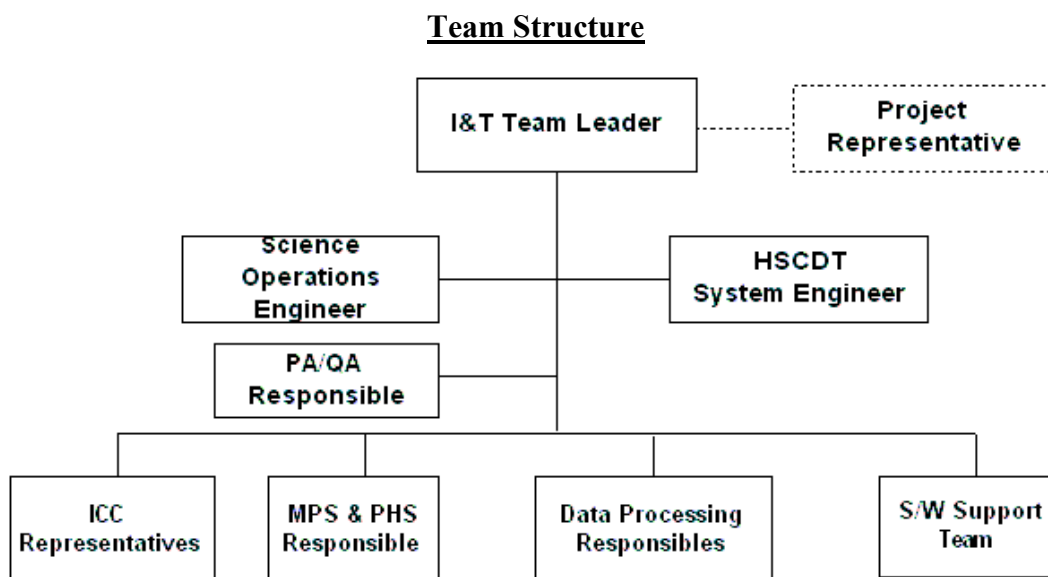 Team Structure
I&T Team Leader
Project
Representative
Science
Operations
Engineer
HSCDT
System Engineer
PA/QA
Responsible
ICC
Representatives
MPS & PHS
Responsible
Data Processing
Responsibles
S/W Support
Team